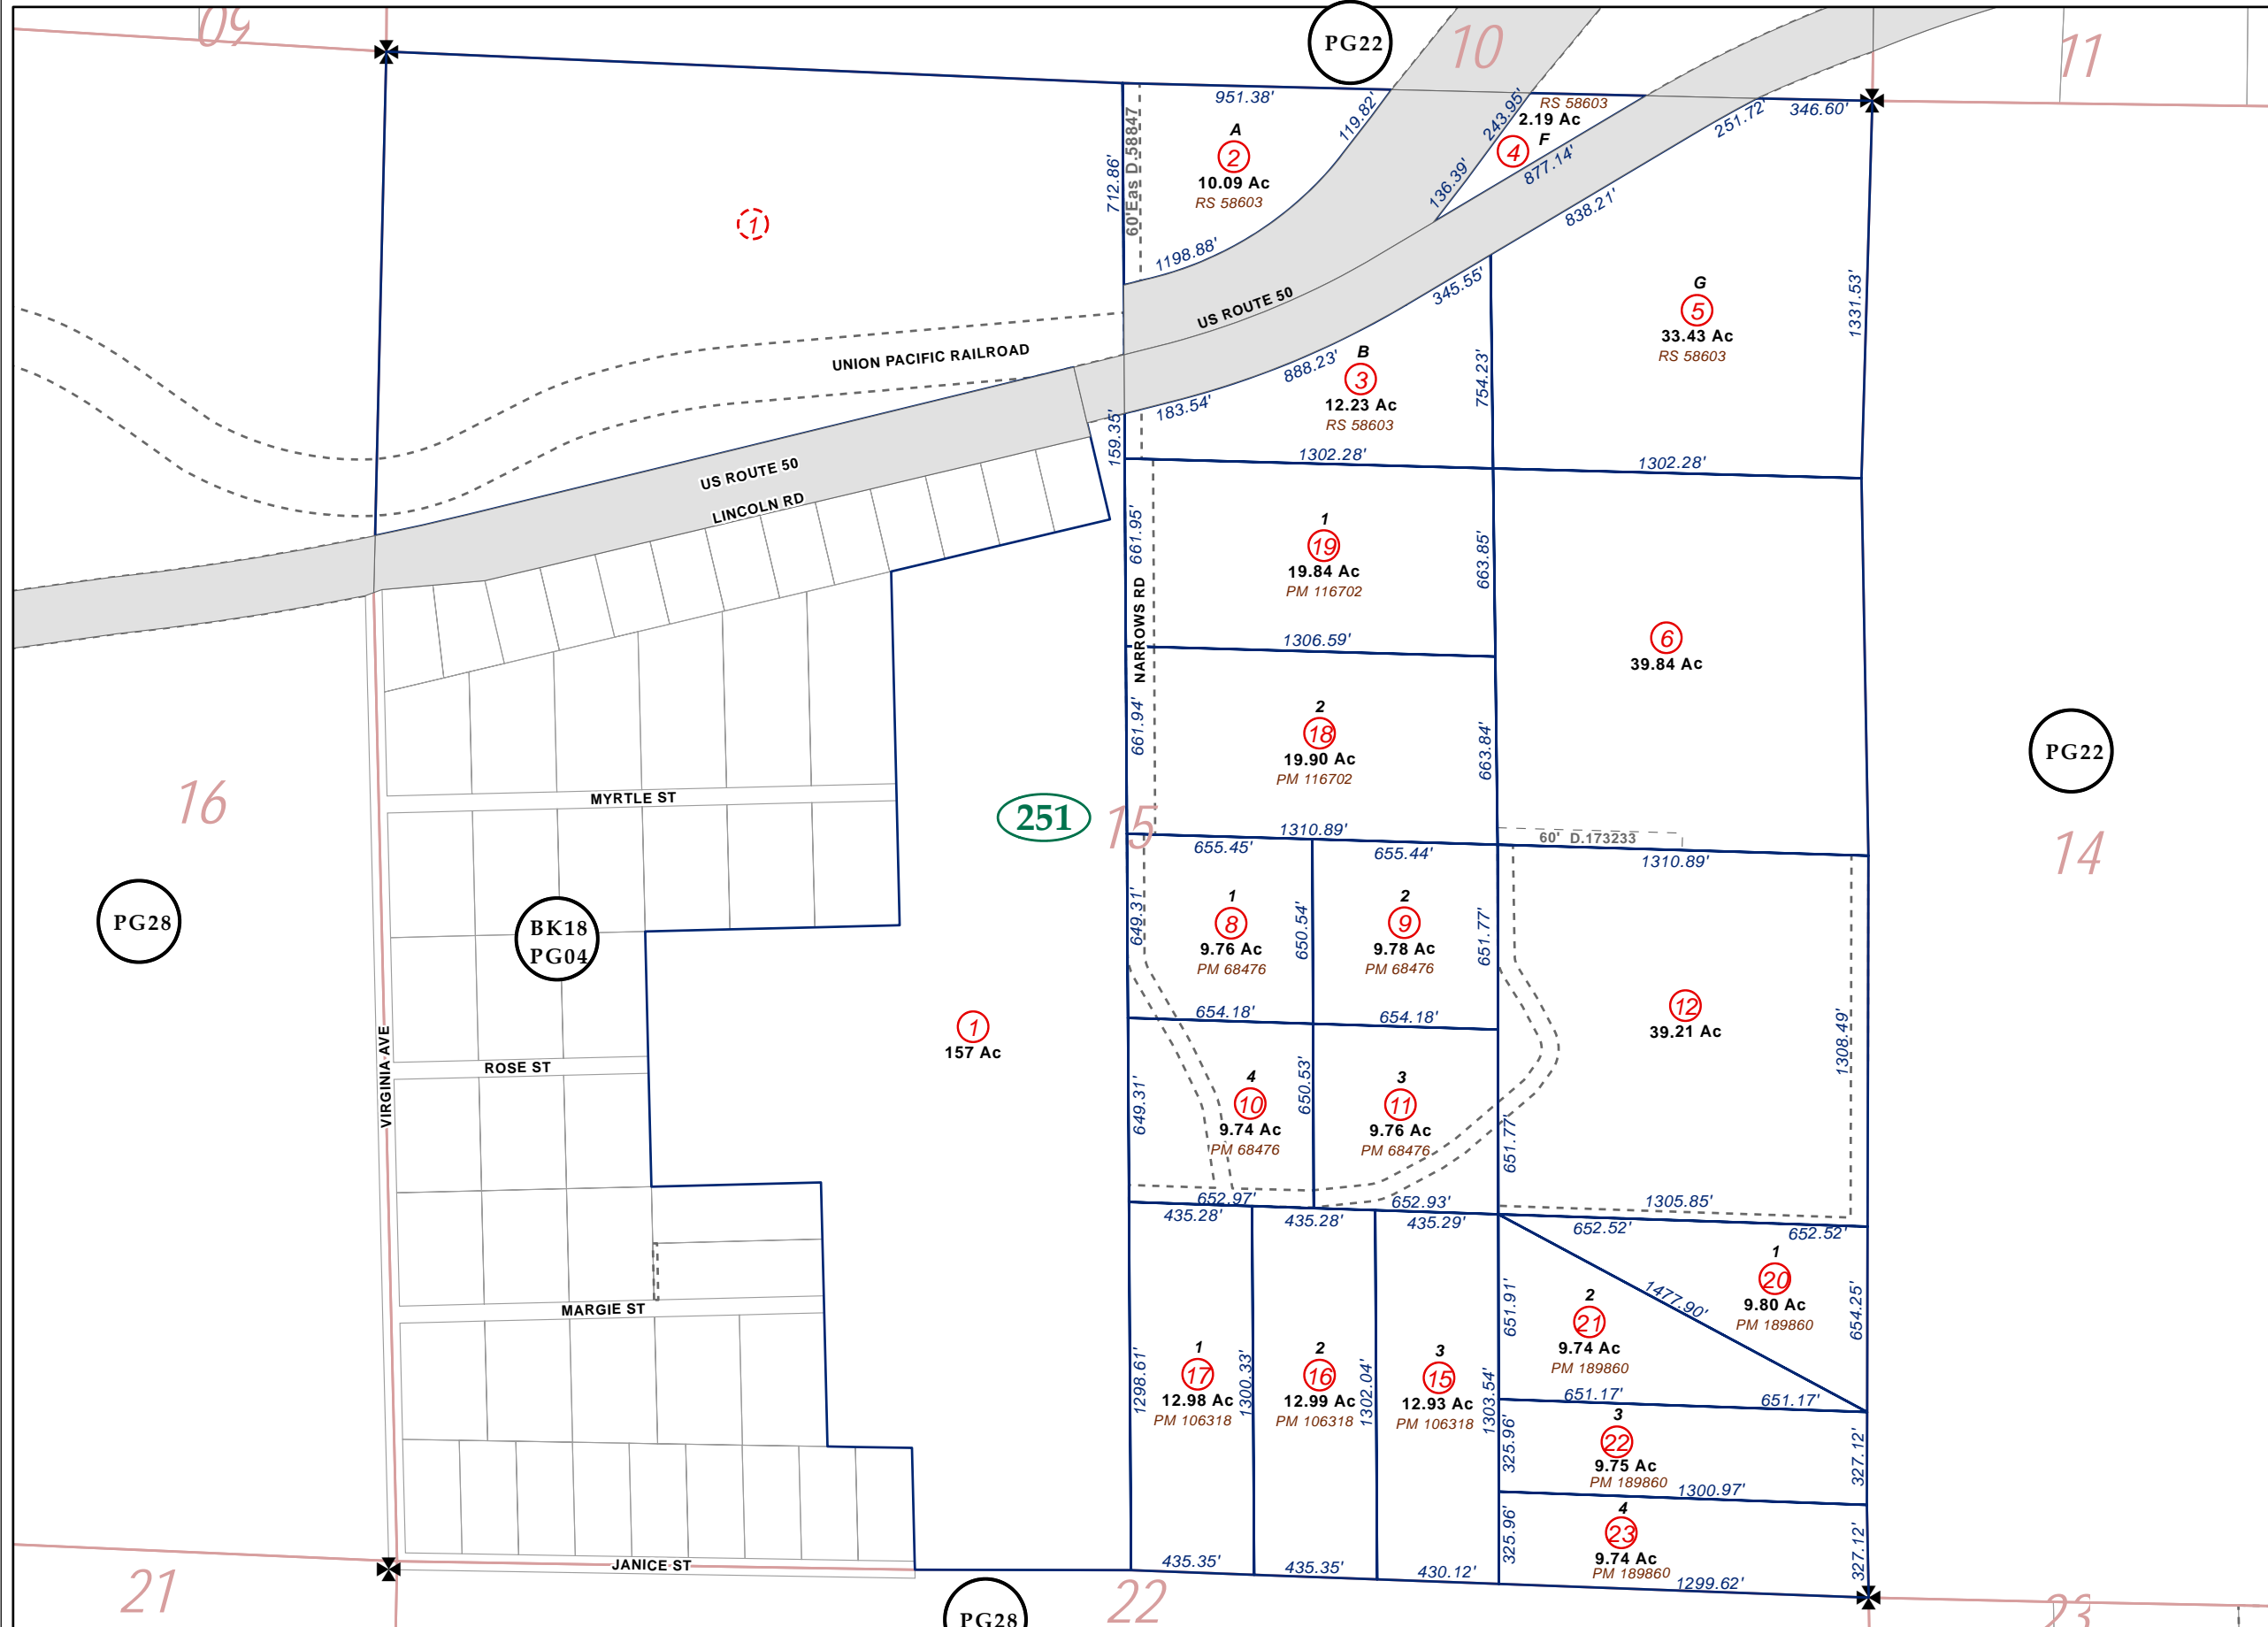 09
PG22
10
11
951.38'
119.82'
243.95'
RS 58603
2.19 Ac
F
4
136.39'
877.14'
251.72'
346.60'
60'Eas D.58847
712.86'
A
2
10.09 Ac
RS 58603
1198.88'
838.21'
1
US ROUTE 50
345.55'
G
5
33.43 Ac
RS 58603
1331.53'
UNION PACIFIC RAILROAD
888.23'
B
3
12.23 Ac
RS 58603
754.23'
183.54'
159.35'
1302.28'
1302.28'
US ROUTE 50
LINCOLN RD
661.95'
1
19
19.84 Ac
PM 116702
663.85'
NARROWS RD
1306.59'
6
39.84 Ac
661.94'
2
18
19.90 Ac
PM 116702
663.84'
PG22
16
MYRTLE ST
251
15
1310.89'
60' D.173233
14
655.45'
655.44'
1310.89'
PG28
BK18
PG04
649.31'
1
8
9.76 Ac
PM 68476
650.54'
2
9
9.78 Ac
PM 68476
651.77'
12
39.21 Ac
1308.49'
1
157 Ac
654.18'
654.18'
VIRGINIA AVE
ROSE ST
649.31'
4
10
9.74 Ac
PM 68476
650.53'
3
11
9.76 Ac
PM 68476
651.77'
652.97'
652.93'
1305.85'
435.28'
435.28'
435.29'
652.52'
652.52'
1
20
9.80 Ac
PM 189860
654.25'
1477.90'
651.91'
2
21
9.74 Ac
PM 189860
MARGIE ST
1298.61'
1
17
12.98 Ac
PM 106318
1300.33'
2
16
12.99 Ac
PM 106318
1302.04'
3
15
12.93 Ac
PM 106318
1303.54'
651.17'
651.17'
325.96'
3
22
9.75 Ac
PM 189860
327.12'
1300.97'
325.96'
4
23
9.74 Ac
PM 189860
327.12'
JANICE ST
435.35'
435.35'
430.12'
1299.62'
21
PG28
22
23